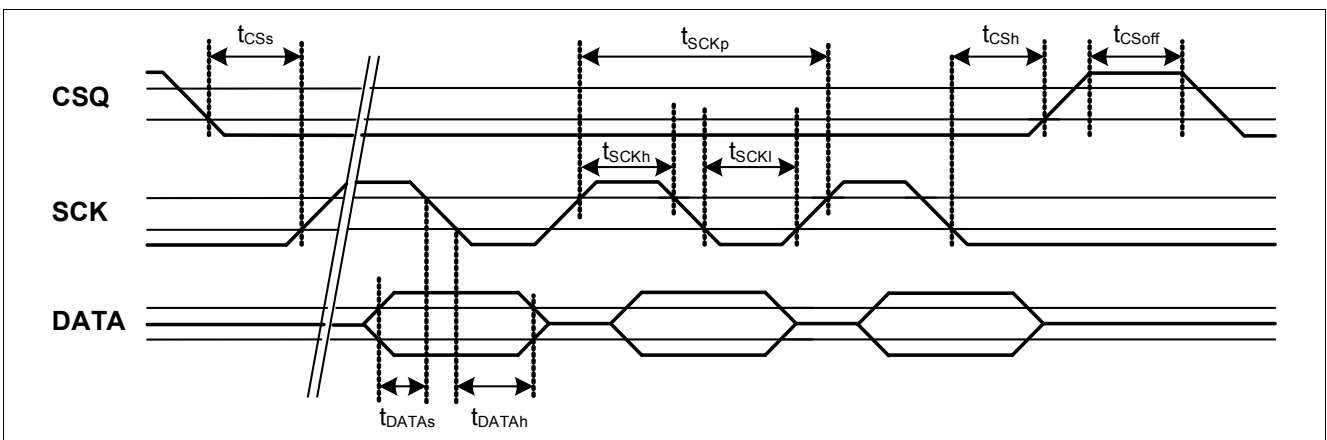 tCSs
tSCKp
tCSh
tCSoff
CSQ
tSCKh
tSCKl
SCK
DATA
tDATAs
tDATAh